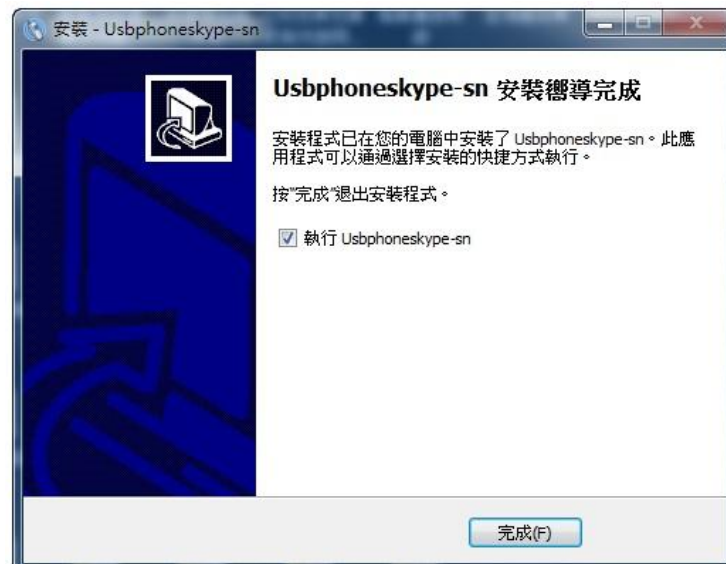 安裝 - Usbphoneskype-sn
Usbphoneskype-sn 安裝嚮導完成
安裝程式已在您的電腦中安裝了 Usbphoneskype-sn。此應
用程式可以通過選擇安裝的快捷方式執行。
按"完成"退出安裝程式。
執行 Usbphoneskype-sn
完成(F)